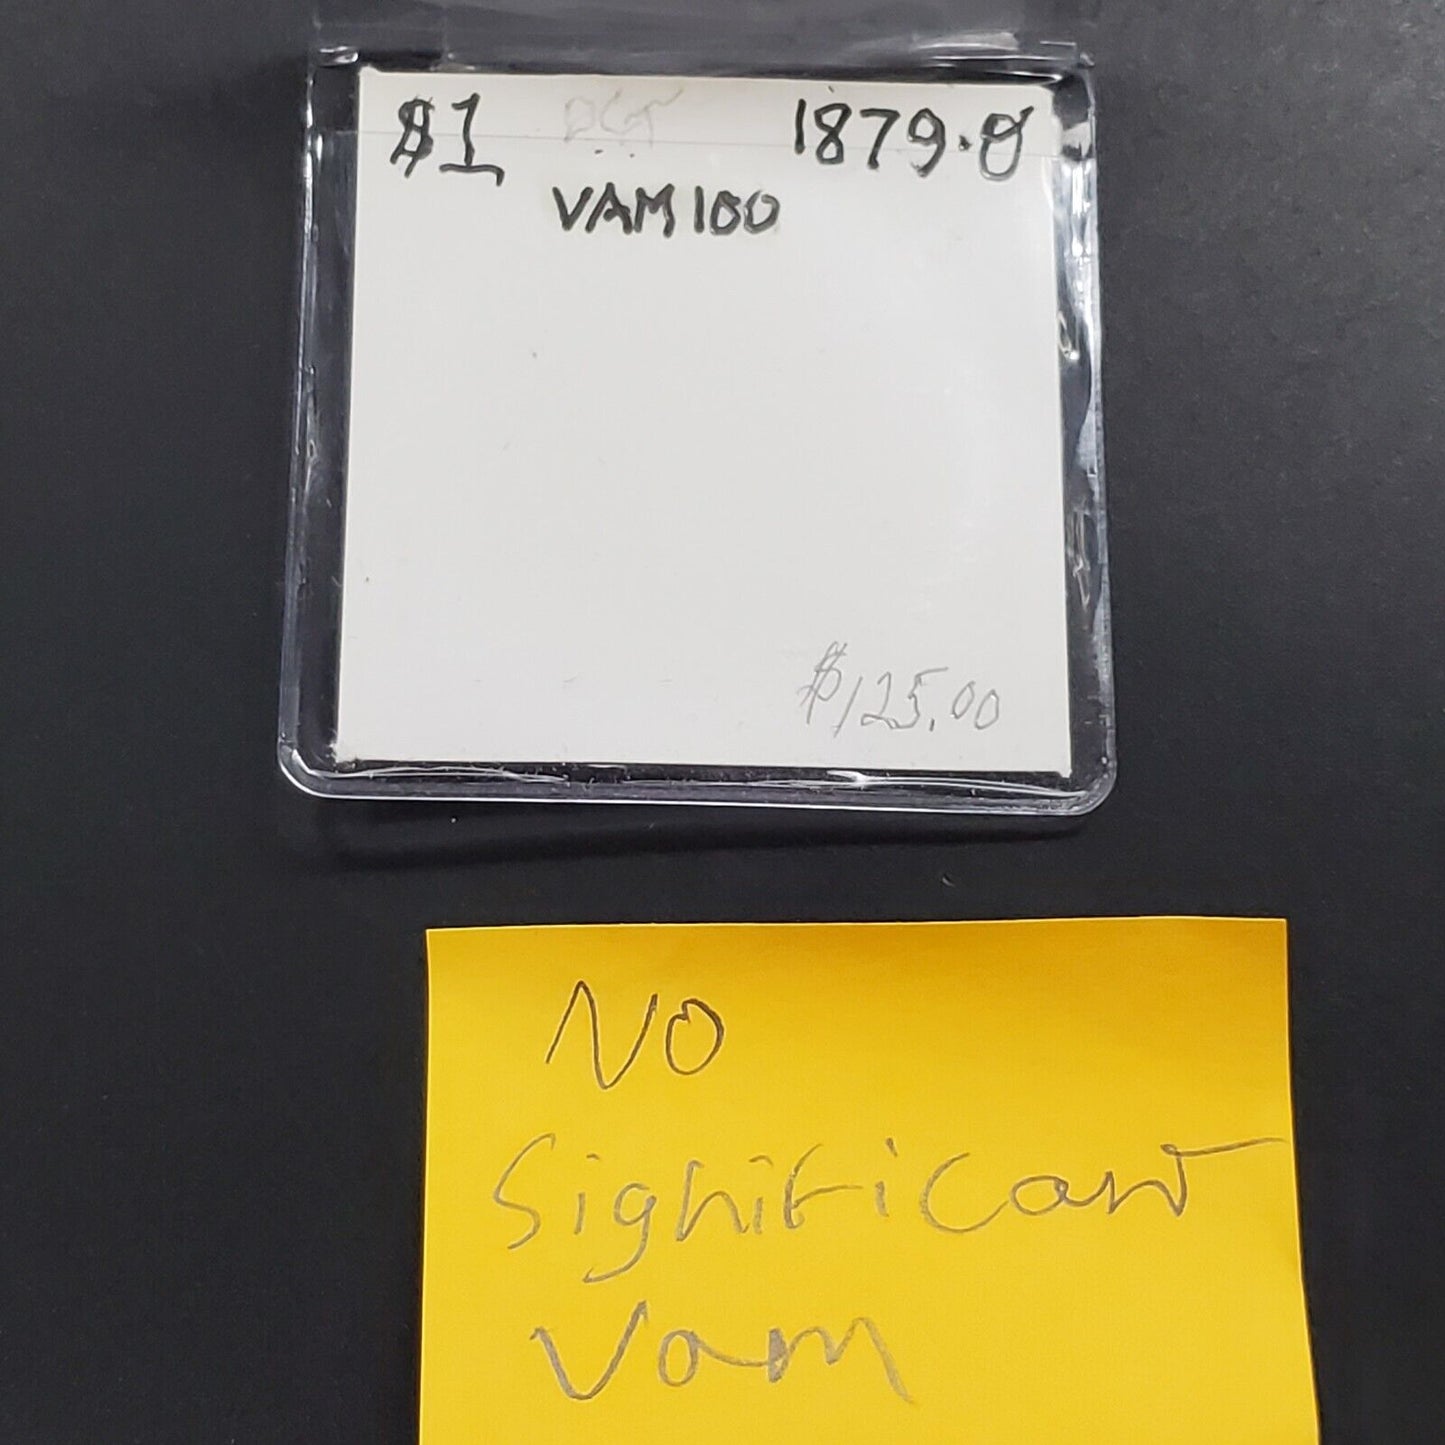 $1 1879-O
VAM 100
$125.00
No
Significant
Vam